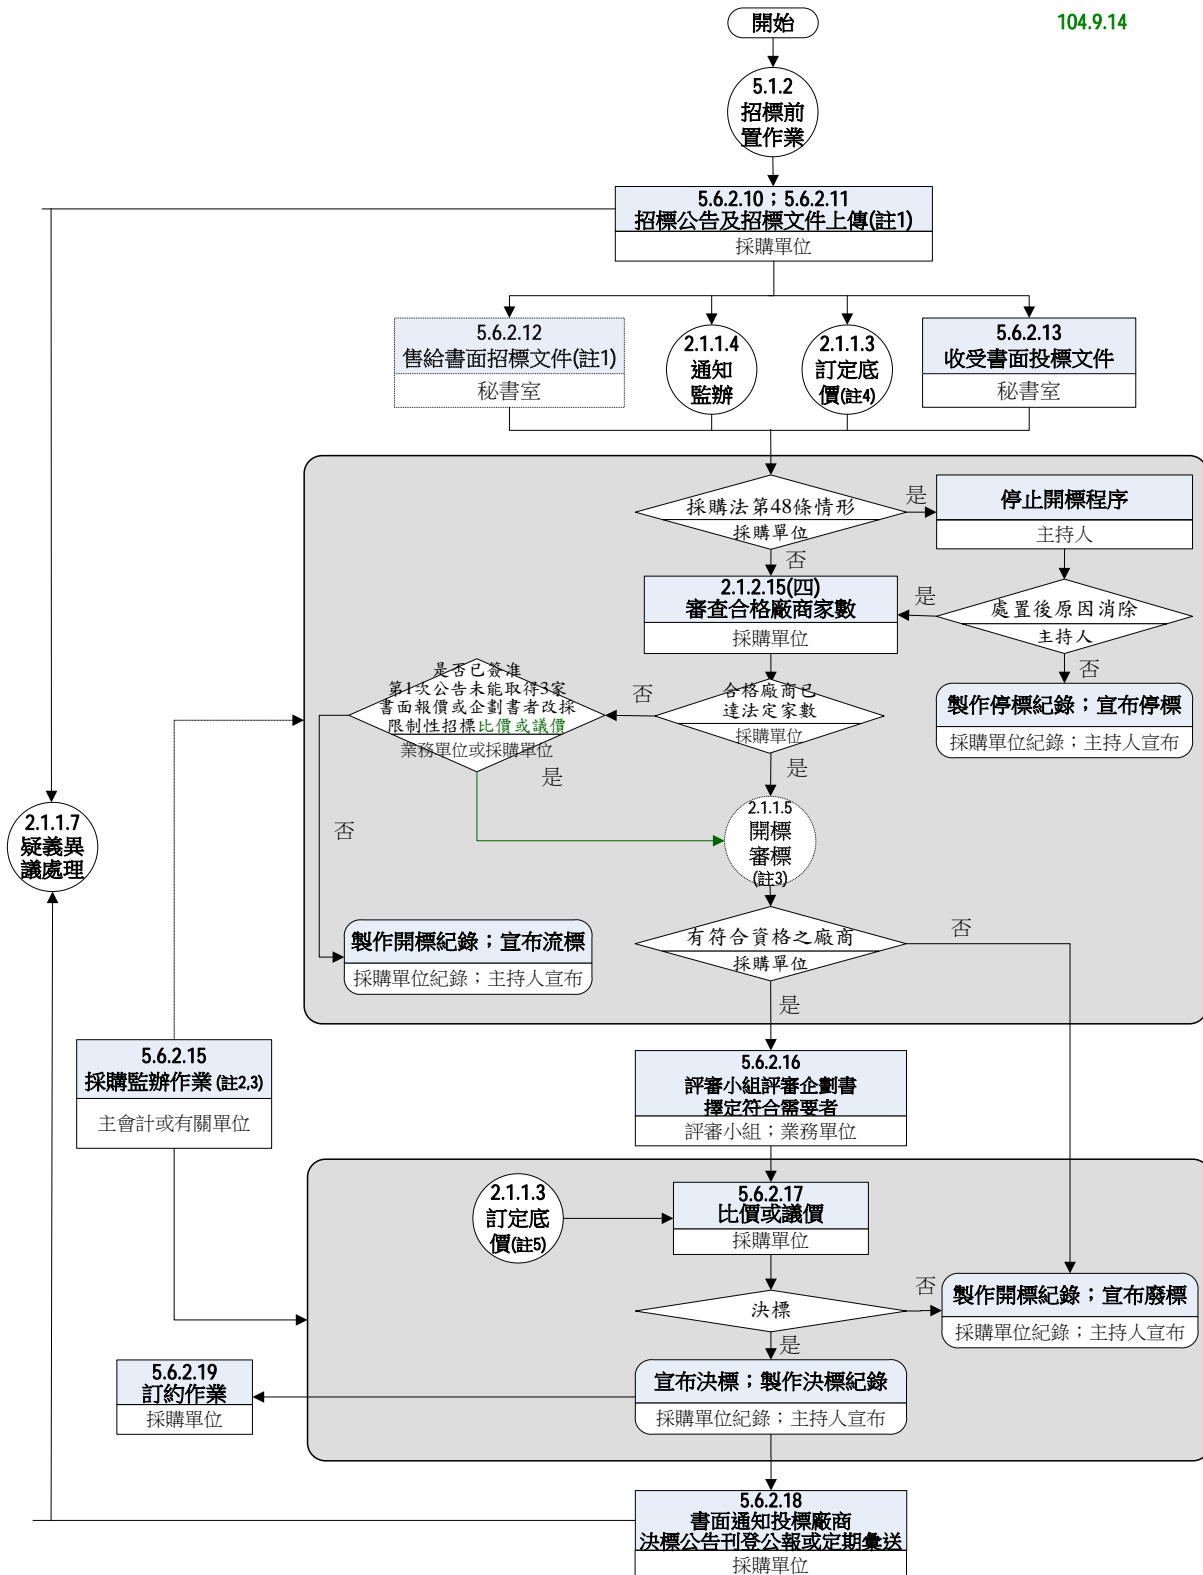 104.9.14
開始
5.1.2
招標前
置作業
5.6.2.10；5.6.2.11
招標公告及招標文件上傳(註1)
採購單位
5.6.2.12
售給書面招標文件(註1)
秘書室
2.1.1.4
通知
監辦
2.1.1.3
訂定底
價(註4)
5.6.2.13
收受書面投標文件
秘書室
採購法第48條情形
採購單位
是
否
停止開標程序
主持人
處置後原因消除
主持人
是
否
製作停標紀錄；宣布停標
採購單位紀錄；主持人宣布
2.1.2.15(四)
審查合格廠商家數
採購單位
合格廠商已
達法定家數
採購單位
否
是
是否已簽准
第1次公告未能取得3家
書面報價或企劃書者改採
限制性招標比價或議價
業務單位或採購單位
是
否
2.1.1.5
開標
審標
(註3)
2.1.1.7
疑義異
議處理
製作開標紀錄；宣布流標
採購單位紀錄；主持人宣布
有符合資格之廠商
採購單位
否
是
5.6.2.15
採購監辦作業(註2,3)
主會計或有關單位
5.6.2.16
評審小組評審企劃書
擇定符合需要者
評審小組；業務單位
2.1.1.3
訂定底
價(註5)
5.6.2.17
比價或議價
採購單位
決標
否
是
製作開標紀錄；宣布廢標
採購單位紀錄；主持人宣布
宣布決標；製作決標紀錄
採購單位紀錄；主持人宣布
5.6.2.19
訂約作業
採購單位
5.6.2.18
書面通知投標廠商
決標公告刊登公報或定期彙送
採購單位